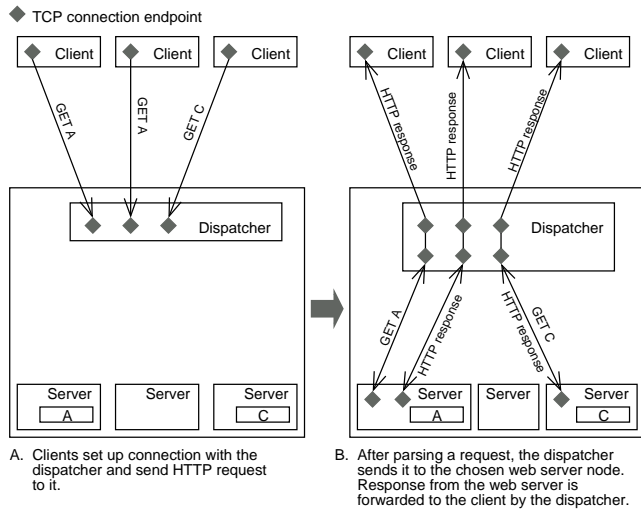 TCP connection endpoint
Client
Client
Client
GET A
GET A
GET C
Dispatcher
Server
A
Server
Server
C
A. Clients set up connection with the
dispatcher and send HTTP request
to it.
Client
Client
Client
HTTP response
HTTP response
HTTP response
Dispatcher
GET A
HTTP response
GET C
HTTP response
Server
A
Server
Server
C
B. After parsing a request, the dispatcher
sends it to the chosen web server node.
Response from the web server is
forwarded to the client by the dispatcher.